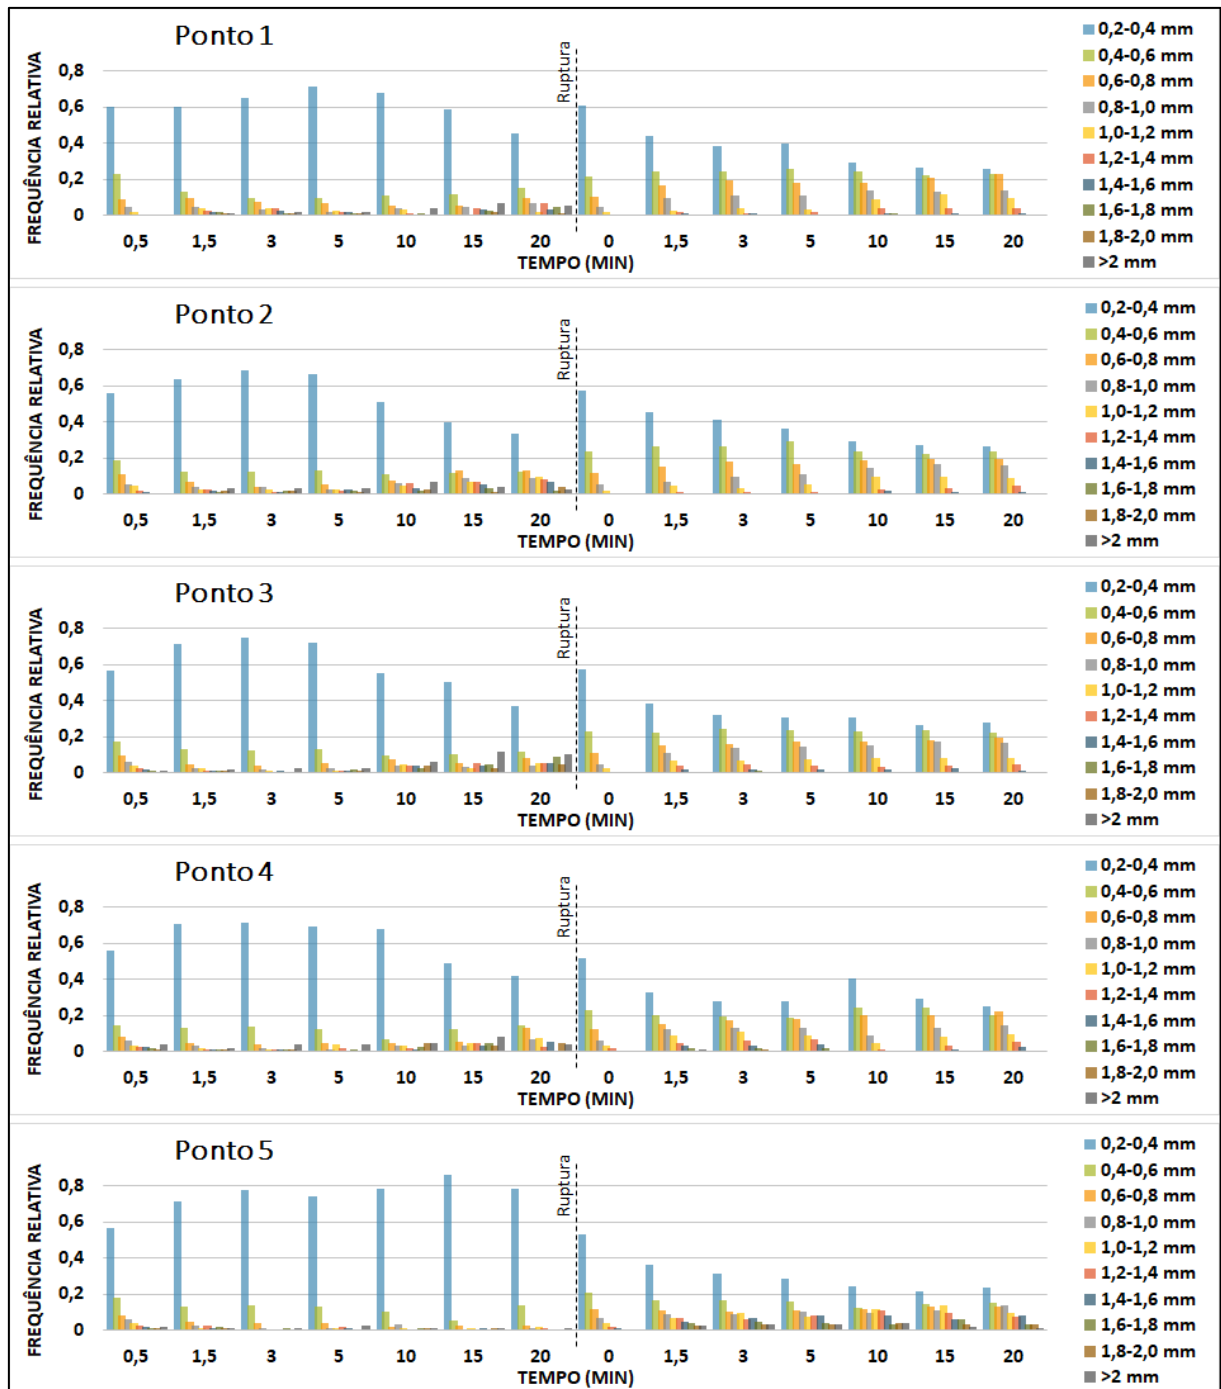 Ponto 1
FREQUÊNCIA RELATIVA
0,8
0,6
0,4
0,2
0
Ruptura
0,5 1,5 3 5 10 15 20 0 1,5 3 5 10 15 20
TEMPO (MIN)
0,2-0,4 mm
0,4-0,6 mm
0,6-0,8 mm
0,8-1,0 mm
1,0-1,2 mm
1,2-1,4 mm
1,4-1,6 mm
1,6-1,8 mm
1,8-2,0 mm
>2 mm
Ponto 2
FREQUÊNCIA RELATIVA
0,8
0,6
0,4
0,2
0
Ruptura
0,5 1,5 3 5 10 15 20 0 1,5 3 5 10 15 20
TEMPO (MIN)
0,2-0,4 mm
0,4-0,6 mm
0,6-0,8 mm
0,8-1,0 mm
1,0-1,2 mm
1,2-1,4 mm
1,4-1,6 mm
1,6-1,8 mm
1,8-2,0 mm
>2 mm
Ponto 3
FREQUÊNCIA RELATIVA
0,8
0,6
0,4
0,2
0
Ruptura
0,5 1,5 3 5 10 15 20 0 1,5 3 5 10 15 20
TEMPO (MIN)
0,2-0,4 mm
0,4-0,6 mm
0,6-0,8 mm
0,8-1,0 mm
1,0-1,2 mm
1,2-1,4 mm
1,4-1,6 mm
1,6-1,8 mm
1,8-2,0 mm
>2 mm
Ponto 4
FREQUÊNCIA RELATIVA
0,8
0,6
0,4
0,2
0
Ruptura
0,5 1,5 3 5 10 15 20 0 1,5 3 5 10 15 20
TEMPO (MIN)
0,2-0,4 mm
0,4-0,6 mm
0,6-0,8 mm
0,8-1,0 mm
1,0-1,2 mm
1,2-1,4 mm
1,4-1,6 mm
1,6-1,8 mm
1,8-2,0 mm
>2 mm
Ponto 5
FREQUÊNCIA RELATIVA
0,8
0,6
0,4
0,2
0
Ruptura
0,5 1,5 3 5 10 15 20 0 1,5 3 5 10 15 20
TEMPO (MIN)
0,2-0,4 mm
0,4-0,6 mm
0,6-0,8 mm
0,8-1,0 mm
1,0-1,2 mm
1,2-1,4 mm
1,4-1,6 mm
1,6-1,8 mm
1,8-2,0 mm
>2 mm